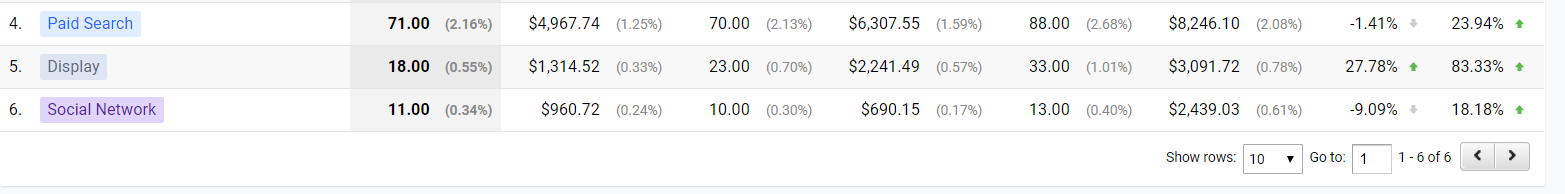 4. Paid Search 71.00 (2.16%) $4,967.74 (1.25%) 70.00 (2.13%) $6,307.55 (1.59%) 88.00 (2.68%) $8,246.10 (2.08%) -1.41% 23.94%
5. Display 18.00 (0.55%) $1,314.52 (0.33%) 23.00 (0.70%) $2,241.49 (0.57%) 33.00 (1.01%) $3,091.72 (0.78%) 27.78% 83.33%
6. Social Network 11.00 (0.34%) $960.72 (0.24%) 10.00 (0.30%) $690.15 (0.17%) 13.00 (0.40%) $2,439.03 (0.61%) -9.09% 18.18%
Show rows: 10 Go to: 1 1 - 6 of 6